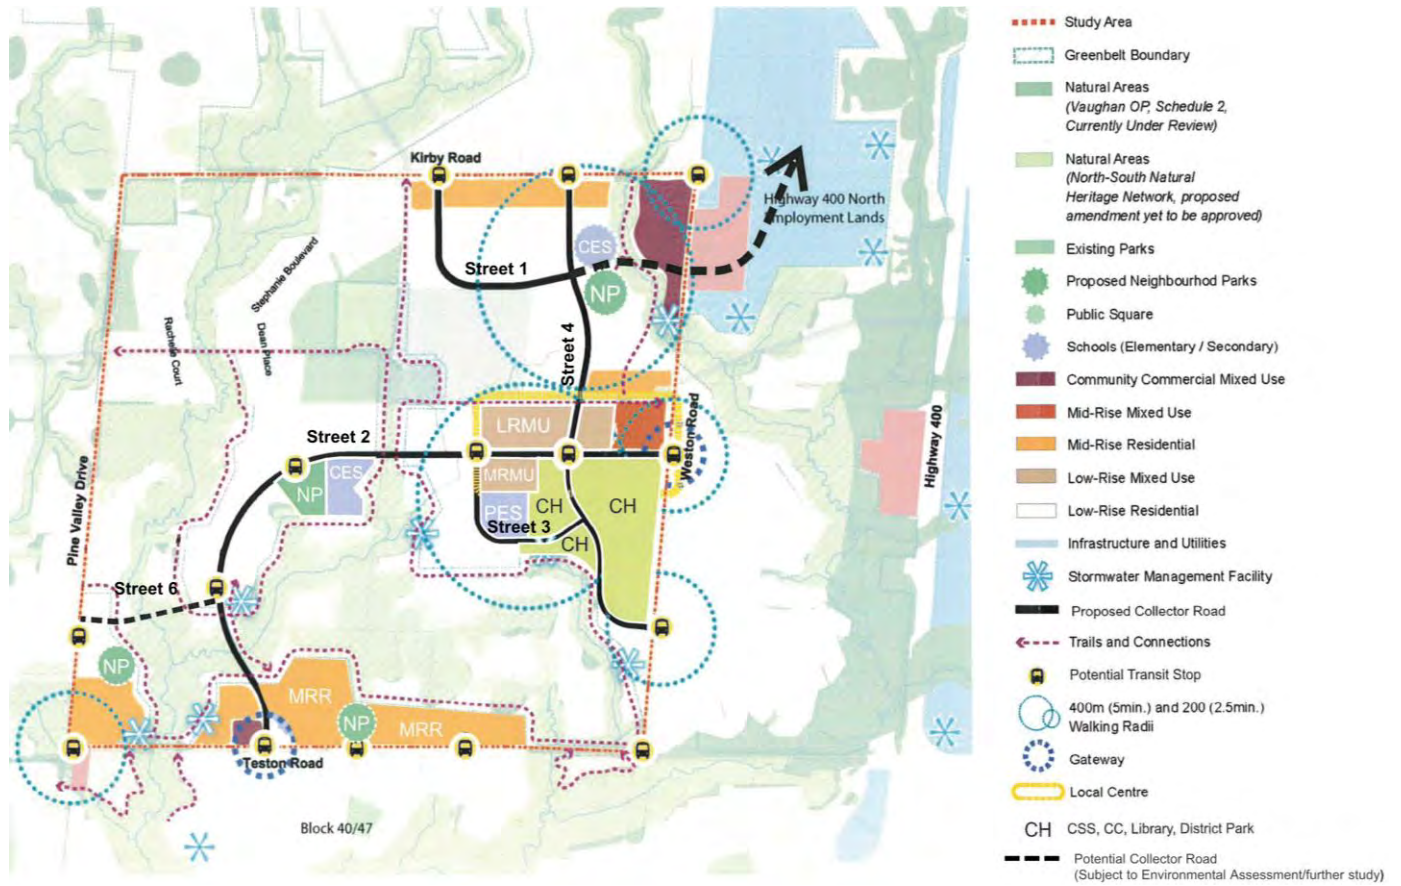 Kirby Road
Highway 400 North
Employment Lands
CES
Street 1
NP
Stephanie Boulevard
Rachelle Court
Dean Place
Street 4
Weston Road
Highway 400
Pine Valley Drive
LRMU
Street 2
CES
NP
MRMU
PES
CH
CH
Street 3
CH
Street 6
NP
MRR
NP
MRR
Teston Road
Block 40/47
Study Area
Greenbelt Boundary
Natural Areas
(Vaughan OP, Schedule 2,
Currently Under Review)
Natural Areas
(North-South Natural
Heritage Network, proposed
amendment yet to be approved)
Existing Parks
Proposed Neighbourhod Parks
Public Square
Schools (Elementary / Secondary)
Community Commercial Mixed Use
Mid-Rise Mixed Use
Mid-Rise Residential
Low-Rise Mixed Use
Low-Rise Residential
Infrastructure and Utilities
Stormwater Management Facility
Proposed Collector Road
Trails and Connections
Potential Transit Stop
400m (5min.) and 200 (2.5min.)
Walking Radii
Gateway
Local Centre
CH CSS, CC, Library, District Park
Potential Collector Road
(Subject to Environmental Assessment/further study)